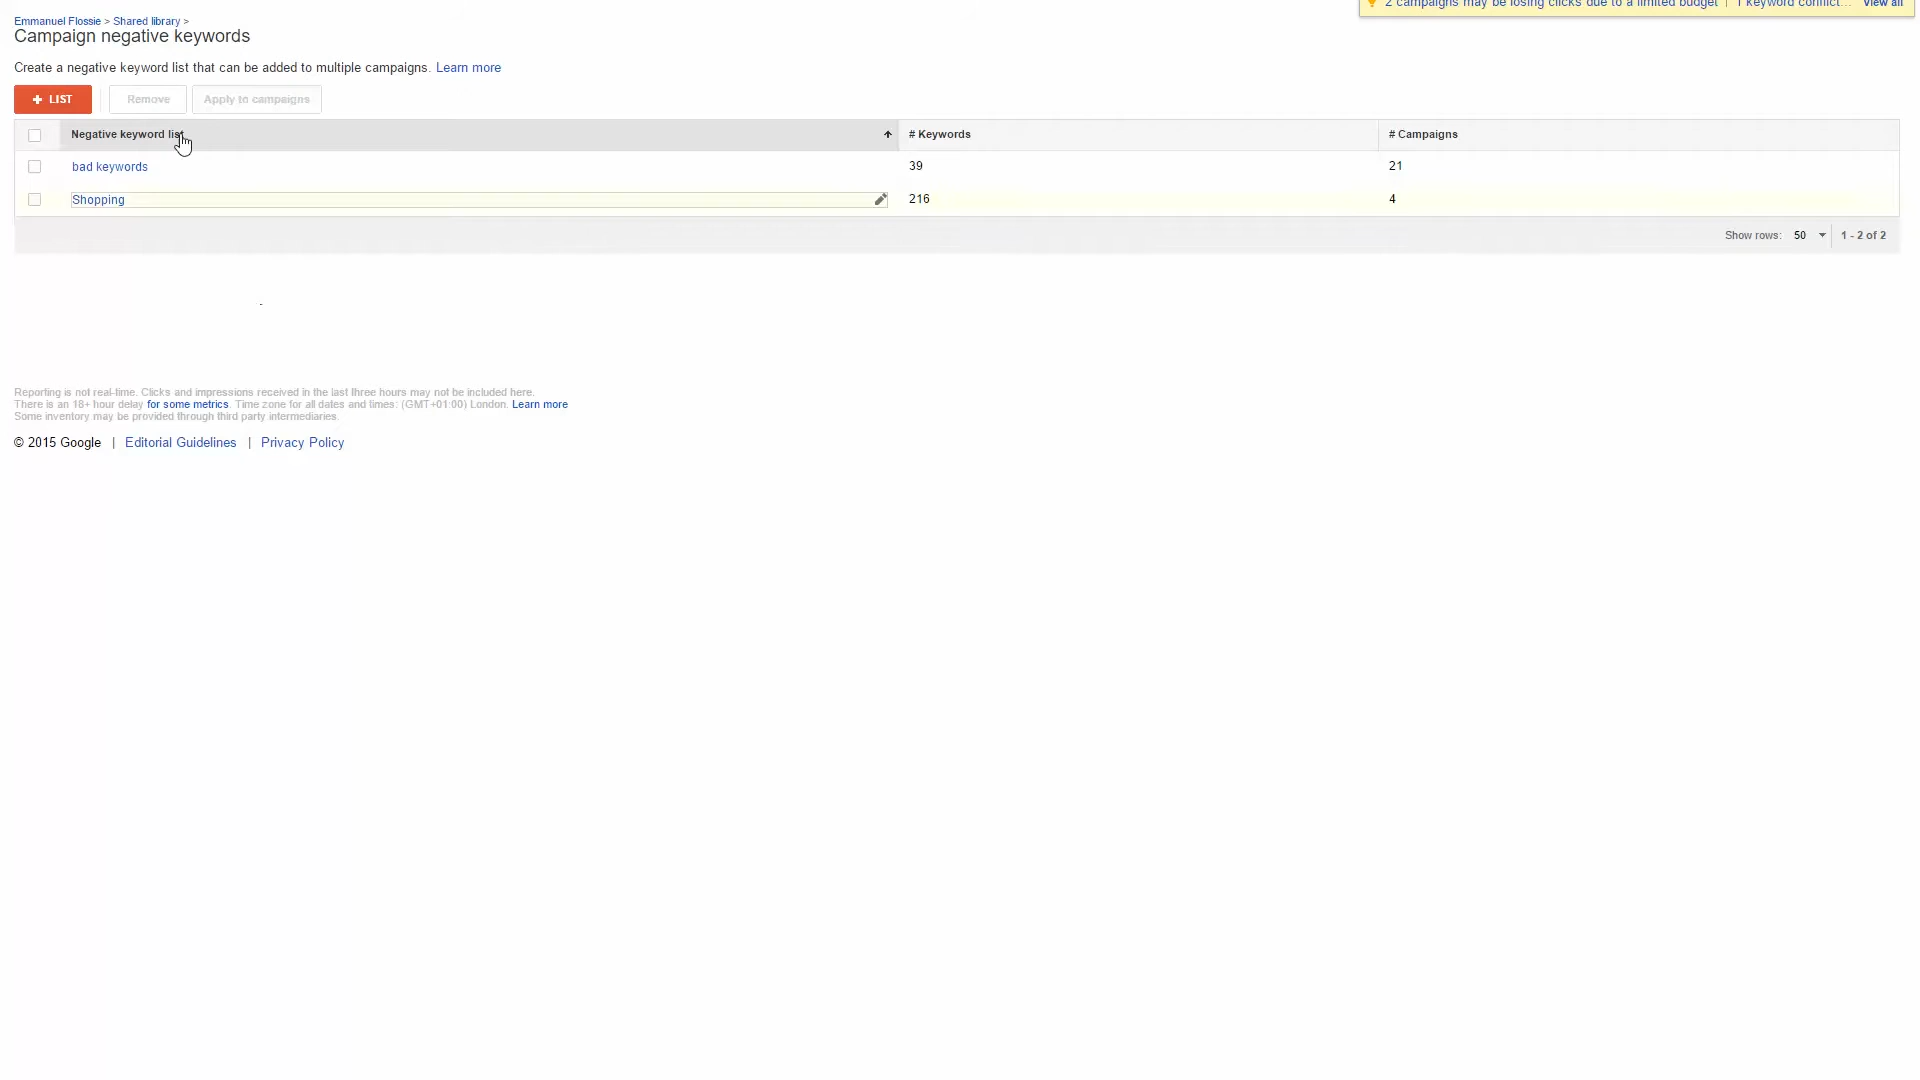 2 campaigns may be losing clicks due to a limited budget | 1 keyword conflict... View all
Emmanuel Flossie > Shared library >
Campaign negative keywords
Create a negative keyword list that can be added to multiple campaigns. Learn more
+ LIST Remove Apply to campaigns
Negative keyword list # Keywords # Campaigns
bad keywords 39 21
Shopping 216 4
Show rows: 50 1 - 2 of 2
Reporting is not real-time. Clicks and impressions received in the last three hours may not be included here.
There is an 18+ hour delay for some metrics. Time zone for all dates and times: (GMT+01:00) London. Learn more
Some inventory may be provided through third party intermediaries.
© 2015 Google | Editorial Guidelines | Privacy Policy